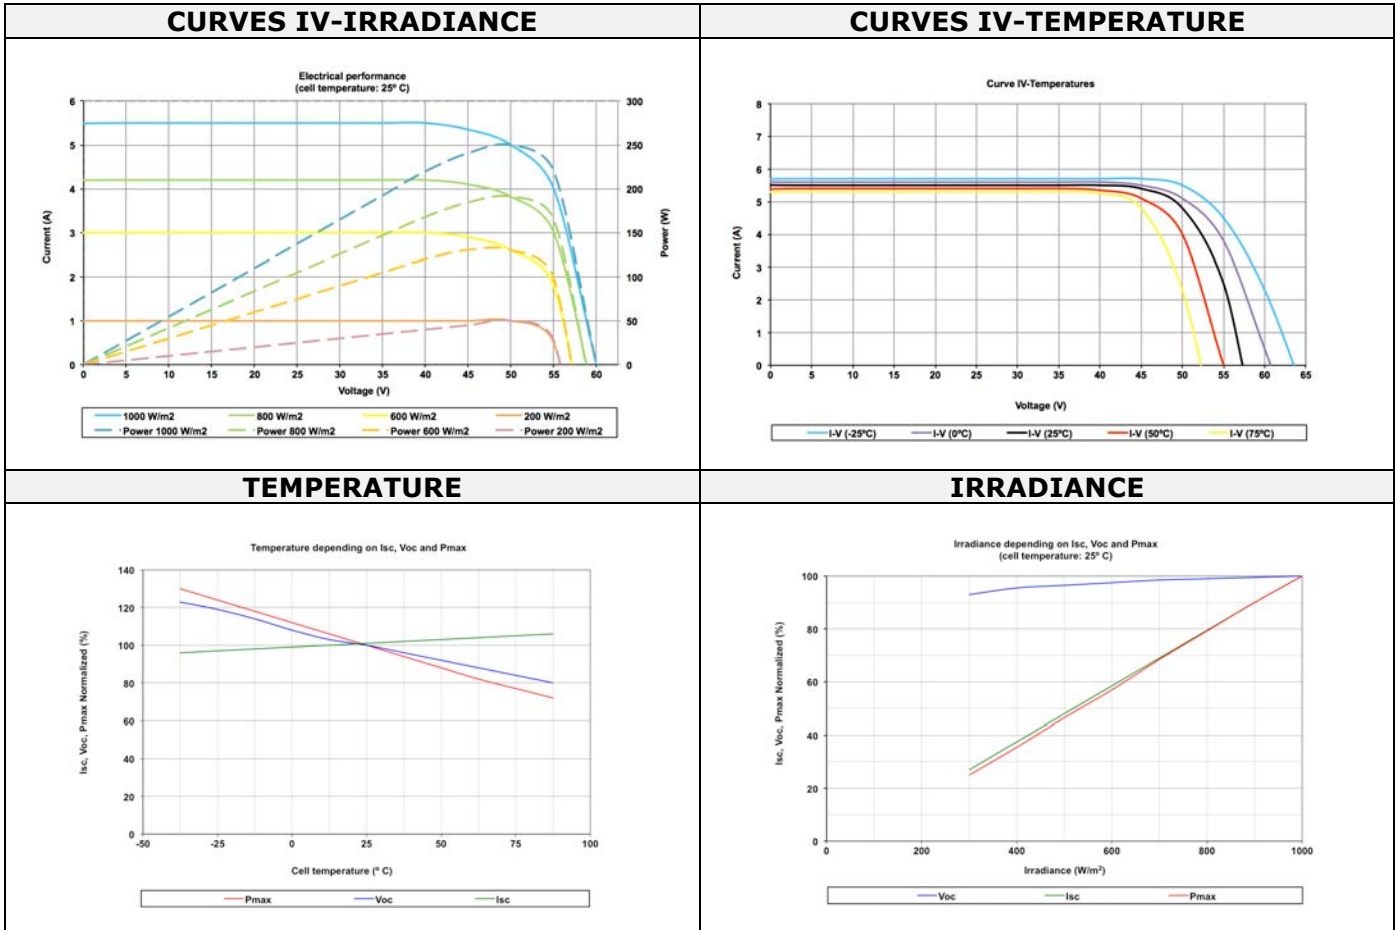 CURVES IV-IRRADIANCE
CURVES IV-TEMPERATURE
Electrical performance
(cell temperature: 25º C)
6
5
4
3
2
1
0
Current (A)
300
250
200
150
100
50
0
Power (W)
0 5 10 15 20 25 30 35 40 45 50 55 60
Voltage (V)
1000 W/m2 800 W/m2 600 W/m2 200 W/m2
Power 1000 W/m2 Power 800 W/m2 Power 600 W/m2 Power 200 W/m2
Curve IV-Temperatures
8
7
6
5
4
3
2
1
0
Current (A)
0 5 10 15 20 25 30 35 40 45 50 55 60 65
Voltage (V)
I-V (-25ºC) I-V (0ºC) I-V (25ºC) I-V (50ºC) I-V (75ºC)
TEMPERATURE
IRRADIANCE
Temperature depending on Isc, Voc and Pmax
140
120
100
80
60
40
20
0
Isc, Voc, Pmax Normalized (%)
-50 -25 0 25 50 75 100
Cell temperature (º C)
Pmax Voc Isc
Irradiance depending on Isc, Voc and Pmax
(cell temperature: 25º C)
100
80
60
40
20
0
Isc, Voc, Pmax Normalized (%)
0 200 400 600 800 1000
Irradiance (W/m²)
Voc Isc Pmax